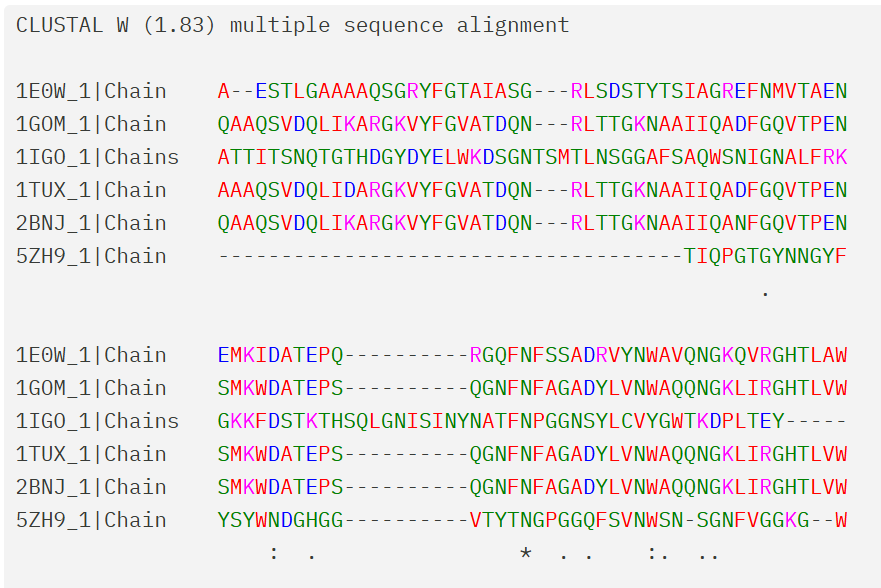 CLUSTAL W (1.83) multiple sequence alignment
1E0W_1|Chain    A--ESTLGAAAAQSGRYFGTAIASG---RLSDSTYTSIAGREFNMVTAEN
1GOM_1|Chain    QAAQSVDQLIKARGKVYFGVATDQN---RLTTGKNAAIIQADFGQVTPEN
1IGO_1|Chains   ATTITSNQTGTHDGYDYELWKDSGNTSMTLNSGGAFSAQWSNIGNALFRK
1TUX_1|Chain    AAAQSVDQLIDARGKVYFGVATDQN---RLTTGKNAAIIQADFGQVTPEN
2BNJ_1|Chain    QAAQSVDQLIKARGKVYFGVATDQN---RLTTGKNAAIIQANFGQVTPEN
5ZH9_1|Chain    -------------------------------------TIQPGTGYNNGYF
                                                           .
1E0W_1|Chain    EMKIDATEPQ----------RGQFNFSSADRVYNWAVQNGKQVRGHTLAW
1GOM_1|Chain    SMKWDATEPS----------QGNFNFAGADYLVNWAQQNGKLIRGHTLVW
1IGO_1|Chains   GKKFDSTKTHSQLGNISINYNATFNPGGNSYLCVYGWTKDPLTEY-----
1TUX_1|Chain    SMKWDATEPS----------QGNFNFAGADYLVNWAQQNGKLIRGHTLVW
2BNJ_1|Chain    SMKWDATEPS----------QGNFNFAGADYLVNWAQQNGKLIRGHTLVW
5ZH9_1|Chain    YSYWNDGHGG----------VTYTNGPGGQFSVNWSN-SGNFVGGKG--W
                    :  .                *  . .    :.  ..